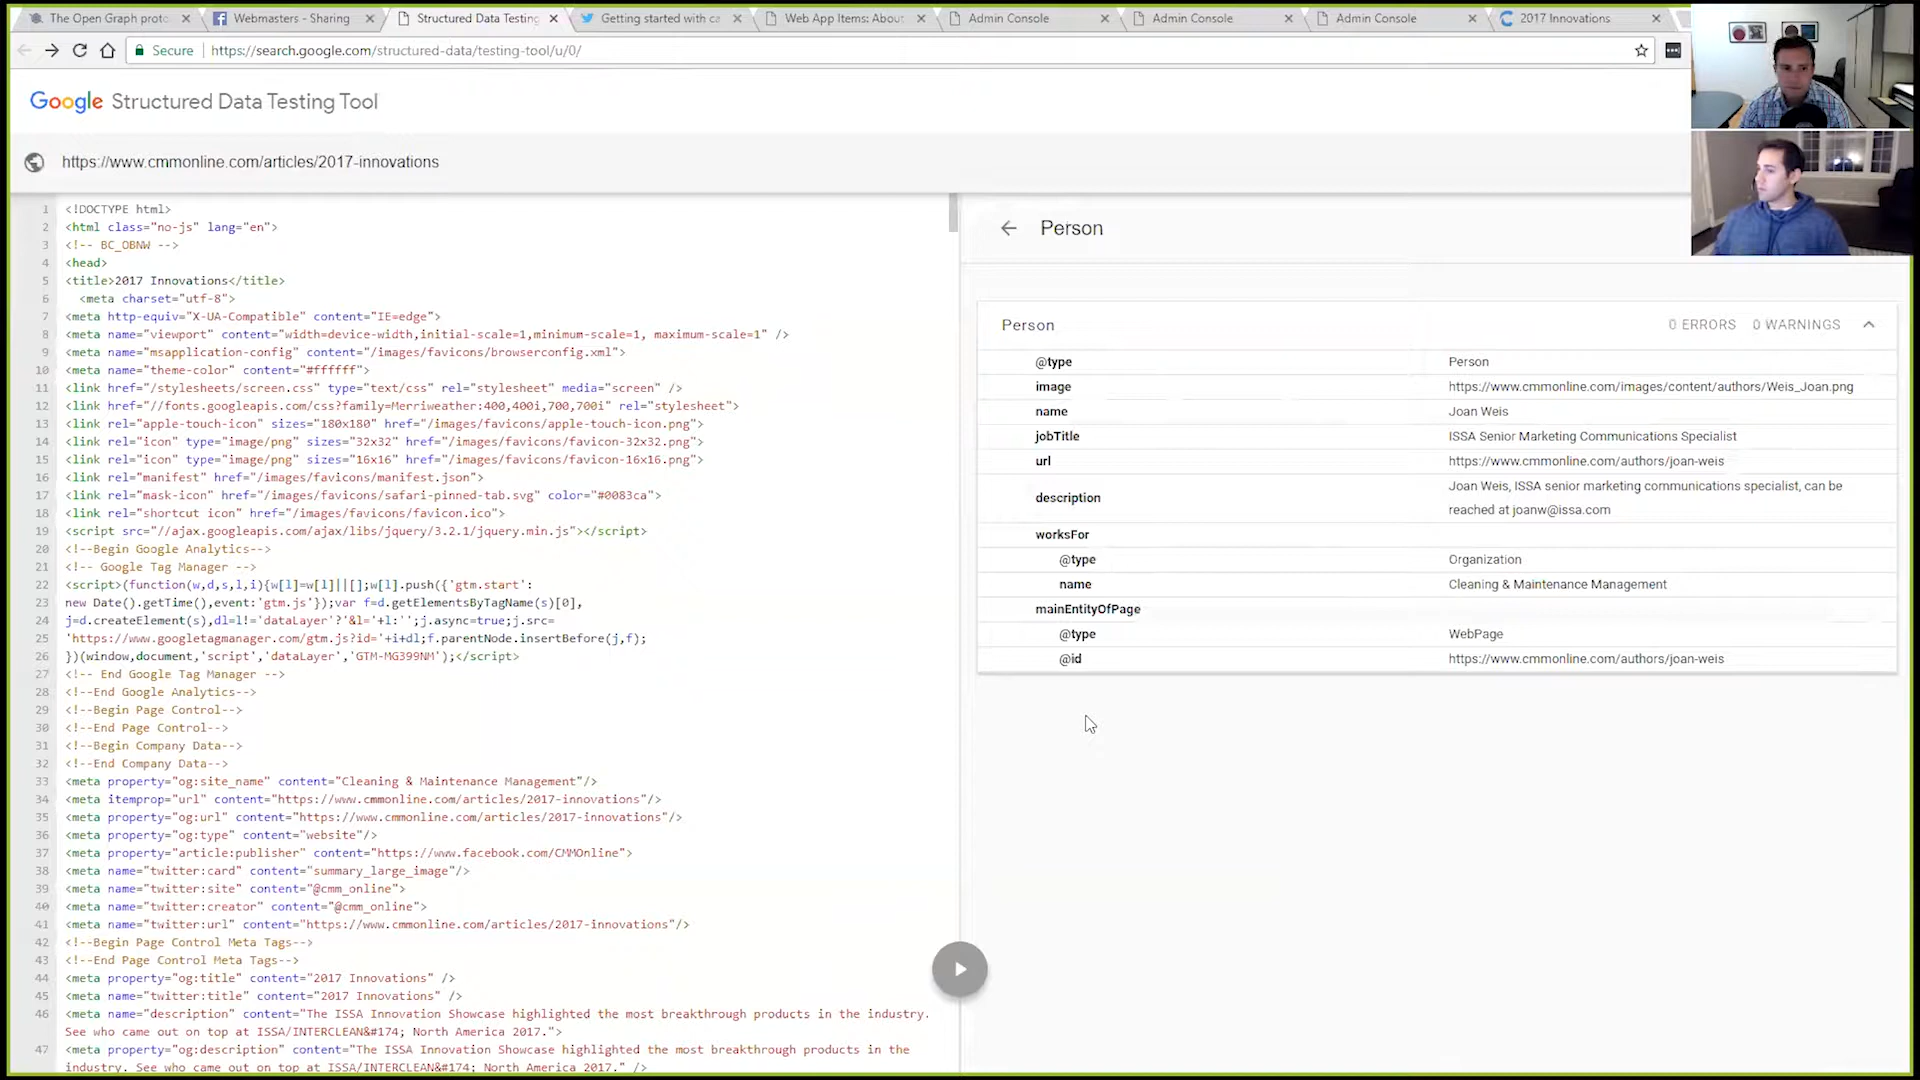 The Open Graph proto
Webmasters - Sharing
Structured Data Testing
Getting started with ca
Web App Items: About
Admin Console
Admin Console
Admin Console
2017 Innovations
Secure
https://search.google.com/structured-data/testing-tool/u/0/
Google Structured Data Testing Tool
https://www.cmmonline.com/articles/2017-innovations
1 <!DOCTYPE html>
2 <html class="no-js" lang="en">
3 <!-- BC_OBNW -->
4 <head>
5 <title>2017 Innovations</title>
6 <meta charset="utf-8">
7 <meta http-equiv="X-UA-Compatible" content="IE=edge">
8 <meta name="viewport" content="width=device-width,initial-scale=1,minimum-scale=1, maximum-scale=1" />
9 <meta name="msapplication-config" content="/images/favicons/browserconfig.xml">
10 <meta name="theme-color" content="#ffffff">
11 <link href="/stylesheets/screen.css" type="text/css" rel="stylesheet" media="screen" />
12 <link href="//fonts.googleapis.com/css?family=Merriweather:400,400i,700,700i" rel="stylesheet">
13 <link rel="apple-touch-icon" sizes="180x180" href="/images/favicons/apple-touch-icon.png">
14 <link rel="icon" type="image/png" sizes="32x32" href="/images/favicons/favicon-32x32.png">
15 <link rel="icon" type="image/png" sizes="16x16" href="/images/favicons/favicon-16x16.png">
16 <link rel="manifest" href="/images/favicons/manifest.json">
17 <link rel="mask-icon" href="/images/favicons/safari-pinned-tab.svg" color="#0083ca">
18 <link rel="shortcut icon" href="/images/favicons/favicon.ico">
19 <script src="//ajax.googleapis.com/ajax/libs/jquery/3.2.1/jquery.min.js"></script>
20 <!--Begin Google Analytics-->
21 <!-- Google Tag Manager -->
22 <script>(function(w,d,s,l,i){w[l]=w[l]||[];w[l].push({'gtm.start':
23 new Date().getTime(),event:'gtm.js'});var f=d.getElementsByTagName(s)[0],
24 j=d.createElement(s),dl=l!='dataLayer'?'&l='+l:'';j.async=true;j.src=
25 'https://www.googletagmanager.com/gtm.js?id='+i+dl;f.parentNode.insertBefore(j,f);
26 })(window,document,'script','dataLayer','GTM-MG399NM');</script>
27 <!-- End Google Tag Manager -->
28 <!--End Google Analytics-->
29 <!--Begin Page Control-->
30 <!--End Page Control-->
31 <!--Begin Company Data-->
32 <!--End Company Data-->
33 <meta property="og:site_name" content="Cleaning & Maintenance Management"/>
34 <meta itemprop="url" content="https://www.cmmonline.com/articles/2017-innovations"/>
35 <meta property="og:url" content="https://www.cmmonline.com/articles/2017-innovations"/>
36 <meta property="og:type" content="website"/>
37 <meta property="article:publisher" content="https://www.facebook.com/CMMOnline">
38 <meta name="twitter:card" content="summary_large_image"/>
39 <meta name="twitter:site" content="@cmm_online">
40 <meta name="twitter:creator" content="@cmm_online">
41 <meta name="twitter:url" content="https://www.cmmonline.com/articles/2017-innovations"/>
42 <!--Begin Page Control Meta Tags-->
43 <!--End Page Control Meta Tags-->
44 <meta property="og:title" content="2017 Innovations" />
45 <meta name="twitter:title" content="2017 Innovations" />
46 <meta name="description" content="The ISSA Innovation Showcase highlighted the most breakthrough products in the industry.
See who came out on top at ISSA/INTERCLEAN&#174; North America 2017.">
47 <meta property="og:description" content="The ISSA Innovation Showcase highlighted the most breakthrough products in the
industry. See who came out on top at ISSA/INTERCLEAN&#174; North America 2017." />
Person
Person 0 ERRORS 0 WARNINGS
@type Person
image https://www.cmmonline.com/images/content/authors/Weis_Joan.png
name Joan Weis
jobTitle ISSA Senior Marketing Communications Specialist
url https://www.cmmonline.com/authors/joan-weis
description Joan Weis, ISSA senior marketing communications specialist, can be
reached at joanw@issa.com
worksFor
@type Organization
name Cleaning & Maintenance Management
mainEntityOfPage
@type WebPage
@id https://www.cmmonline.com/authors/joan-weis